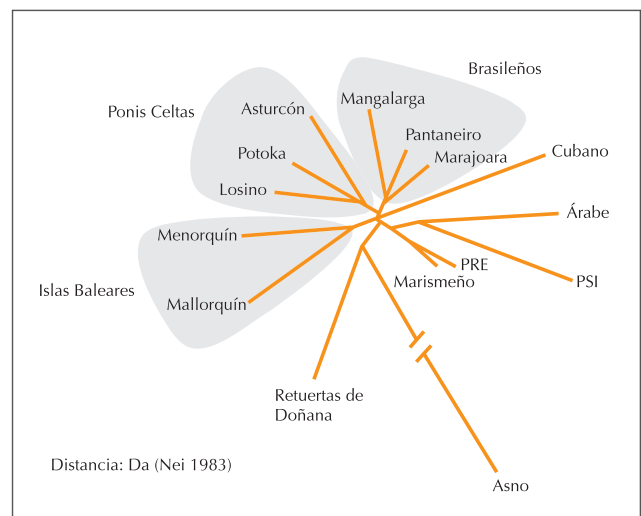 Brasileños
Ponis Celtas
Asturcón
Mangalarga
Pantaneiro
Potoka
Marajoara
Cubano
Losino
Árabe
Menorquín
PRE
Marismeño
PSI
Islas Baleares
Mallorquín
Retuertas de
Doñana
Distancia: Da (Nei 1983)
Asno